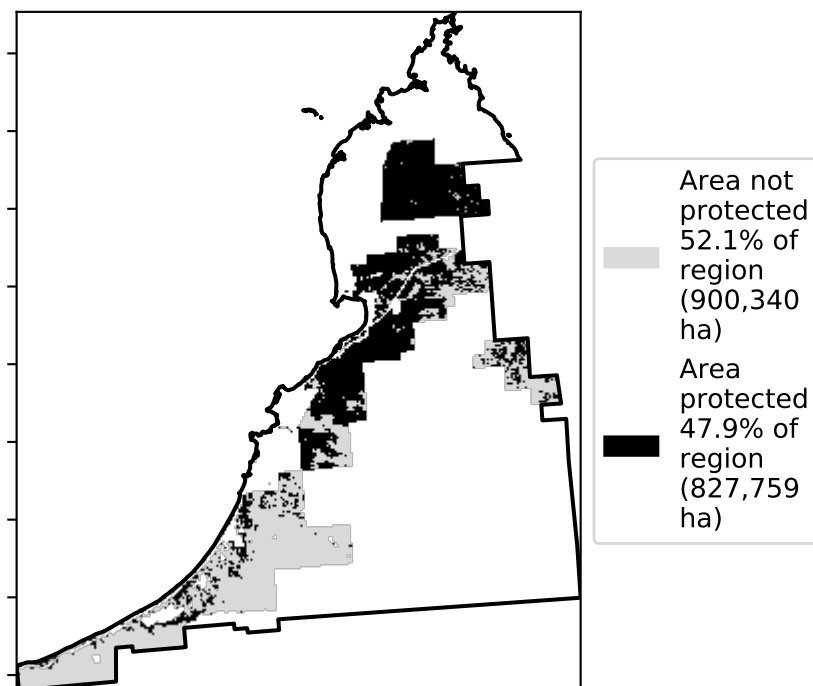 Area not
protected
52.1% of
region
(900,340
ha)
Area
protected
47.9% of
region
(827,759
ha)